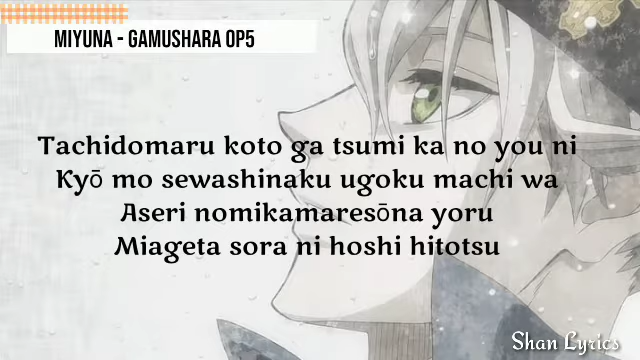 MIYUNA - GAMUSHARA OP5
Tachidomaru koto ga tsumi ka no you ni
Kyō mo sewashinaku ugoku machi wa
Aseri nomikamaresōna yoru
Miageta sora ni hoshi hitotsu
Shan Lyrics